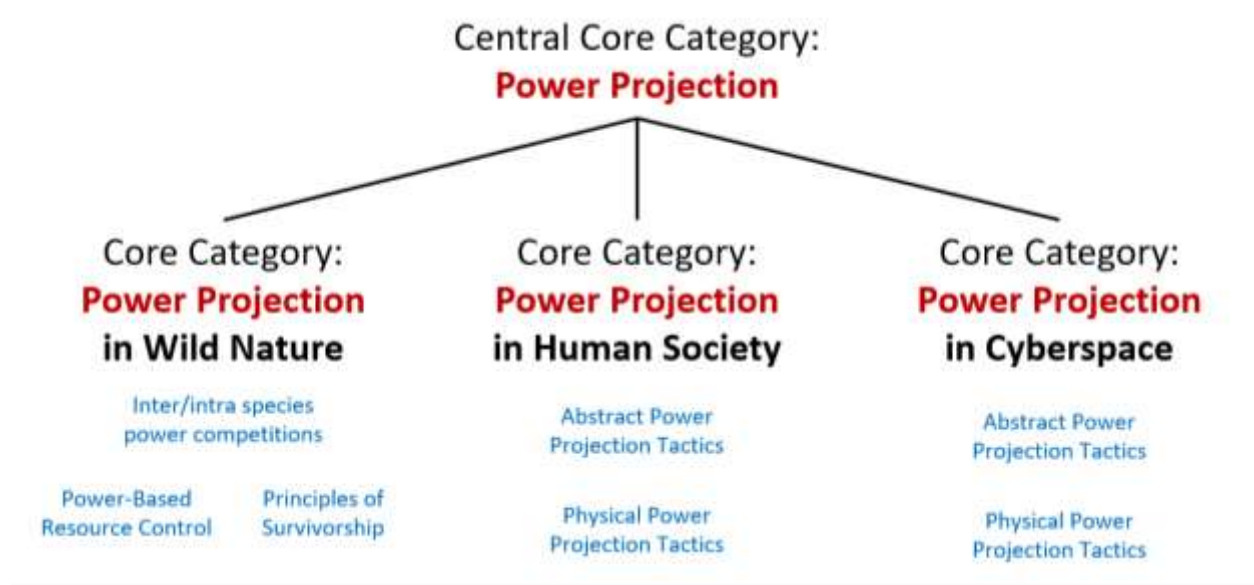 Central Core Category:
Power Projection
Core Category:
Power Projection
in Wild Nature
Inter/intra species
power competitions
Power-Based
Resource Control
Principles of
Survivorship
Core Category:
Power Projection
in Human Society
Abstract Power
Projection Tactics
Physical Power
Projection Tactics
Core Category:
Power Projection
in Cyberspace
Abstract Power
Projection Tactics
Physical Power
Projection Tactics